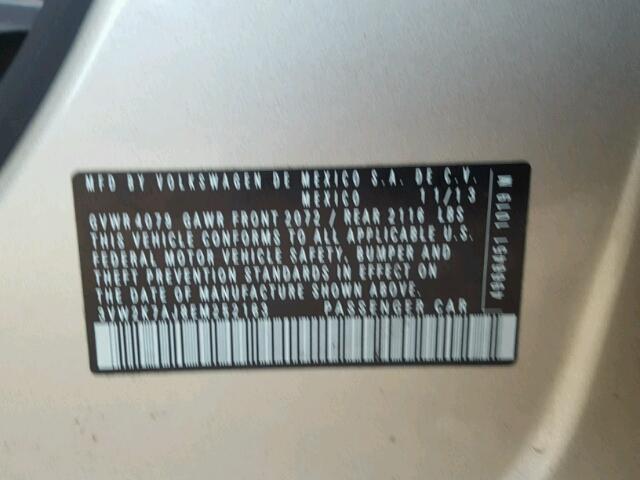 MFD BY VOLKSWAGEN DE MEXICO S.A. DE C.V.
MEXICO 11/13
GVWR 4070 GAWR FRONT 2072 / REAR 2116 LBS
THIS VEHICLE CONFORMS TO ALL APPLICABLE U.S.
FEDERAL MOTOR VEHICLE SAFETY, BUMPER AND
THEFT PREVENTION STANDARDS IN EFFECT ON
THE DATE OF MANUFACTURE SHOWN ABOVE.
PASSENGER CAR
1019 M